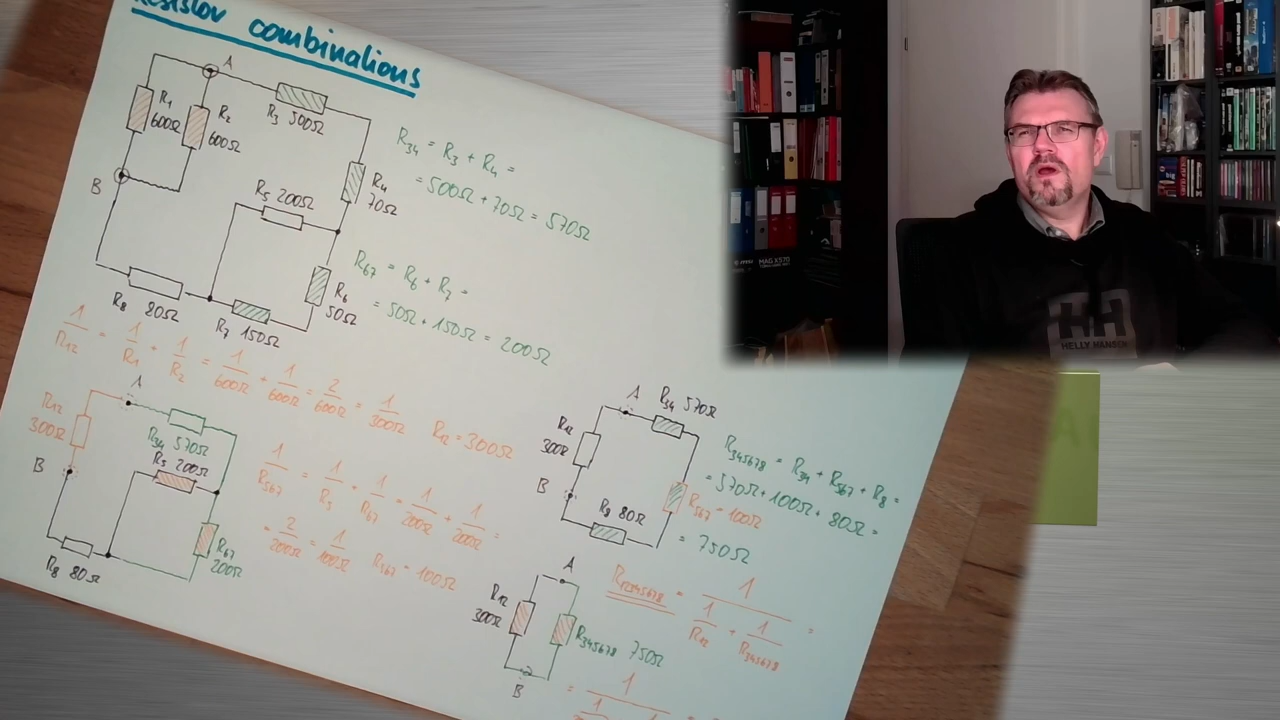 Resistor combinations
A
R1 600Ω
R2 600Ω
R3 500Ω
B
R4 70Ω
R5 200Ω
R6 50Ω
R7 150Ω
R8 80Ω
R34 = R3 + R4 =
= 500Ω + 70Ω = 570Ω
R67 = R6 + R7 =
= 50Ω + 150Ω = 200Ω
1/R12 = 1/R1 + 1/R2 = 1/600Ω + 1/600Ω = 2/600Ω = 1/300Ω R12 = 300Ω
A
R12 300Ω
R34 570Ω
B
R5 200Ω
R67 200Ω
R8 80Ω
1/R567 = 1/R5 + 1/R67 = 1/200Ω + 1/200Ω =
= 2/200Ω = 1/100Ω R567 = 100Ω
A
R34 570Ω
R12 300Ω
B
R567 = 100Ω
R8 80Ω
R345678 = R34 + R567 + R8 =
= 570Ω + 100Ω + 80Ω =
= 750Ω
A
R12 300Ω
R345678 750Ω
B
R12345678 = 1/(1/R12 + 1/R345678) =
HH
HELLY HANSEN
MAG X570